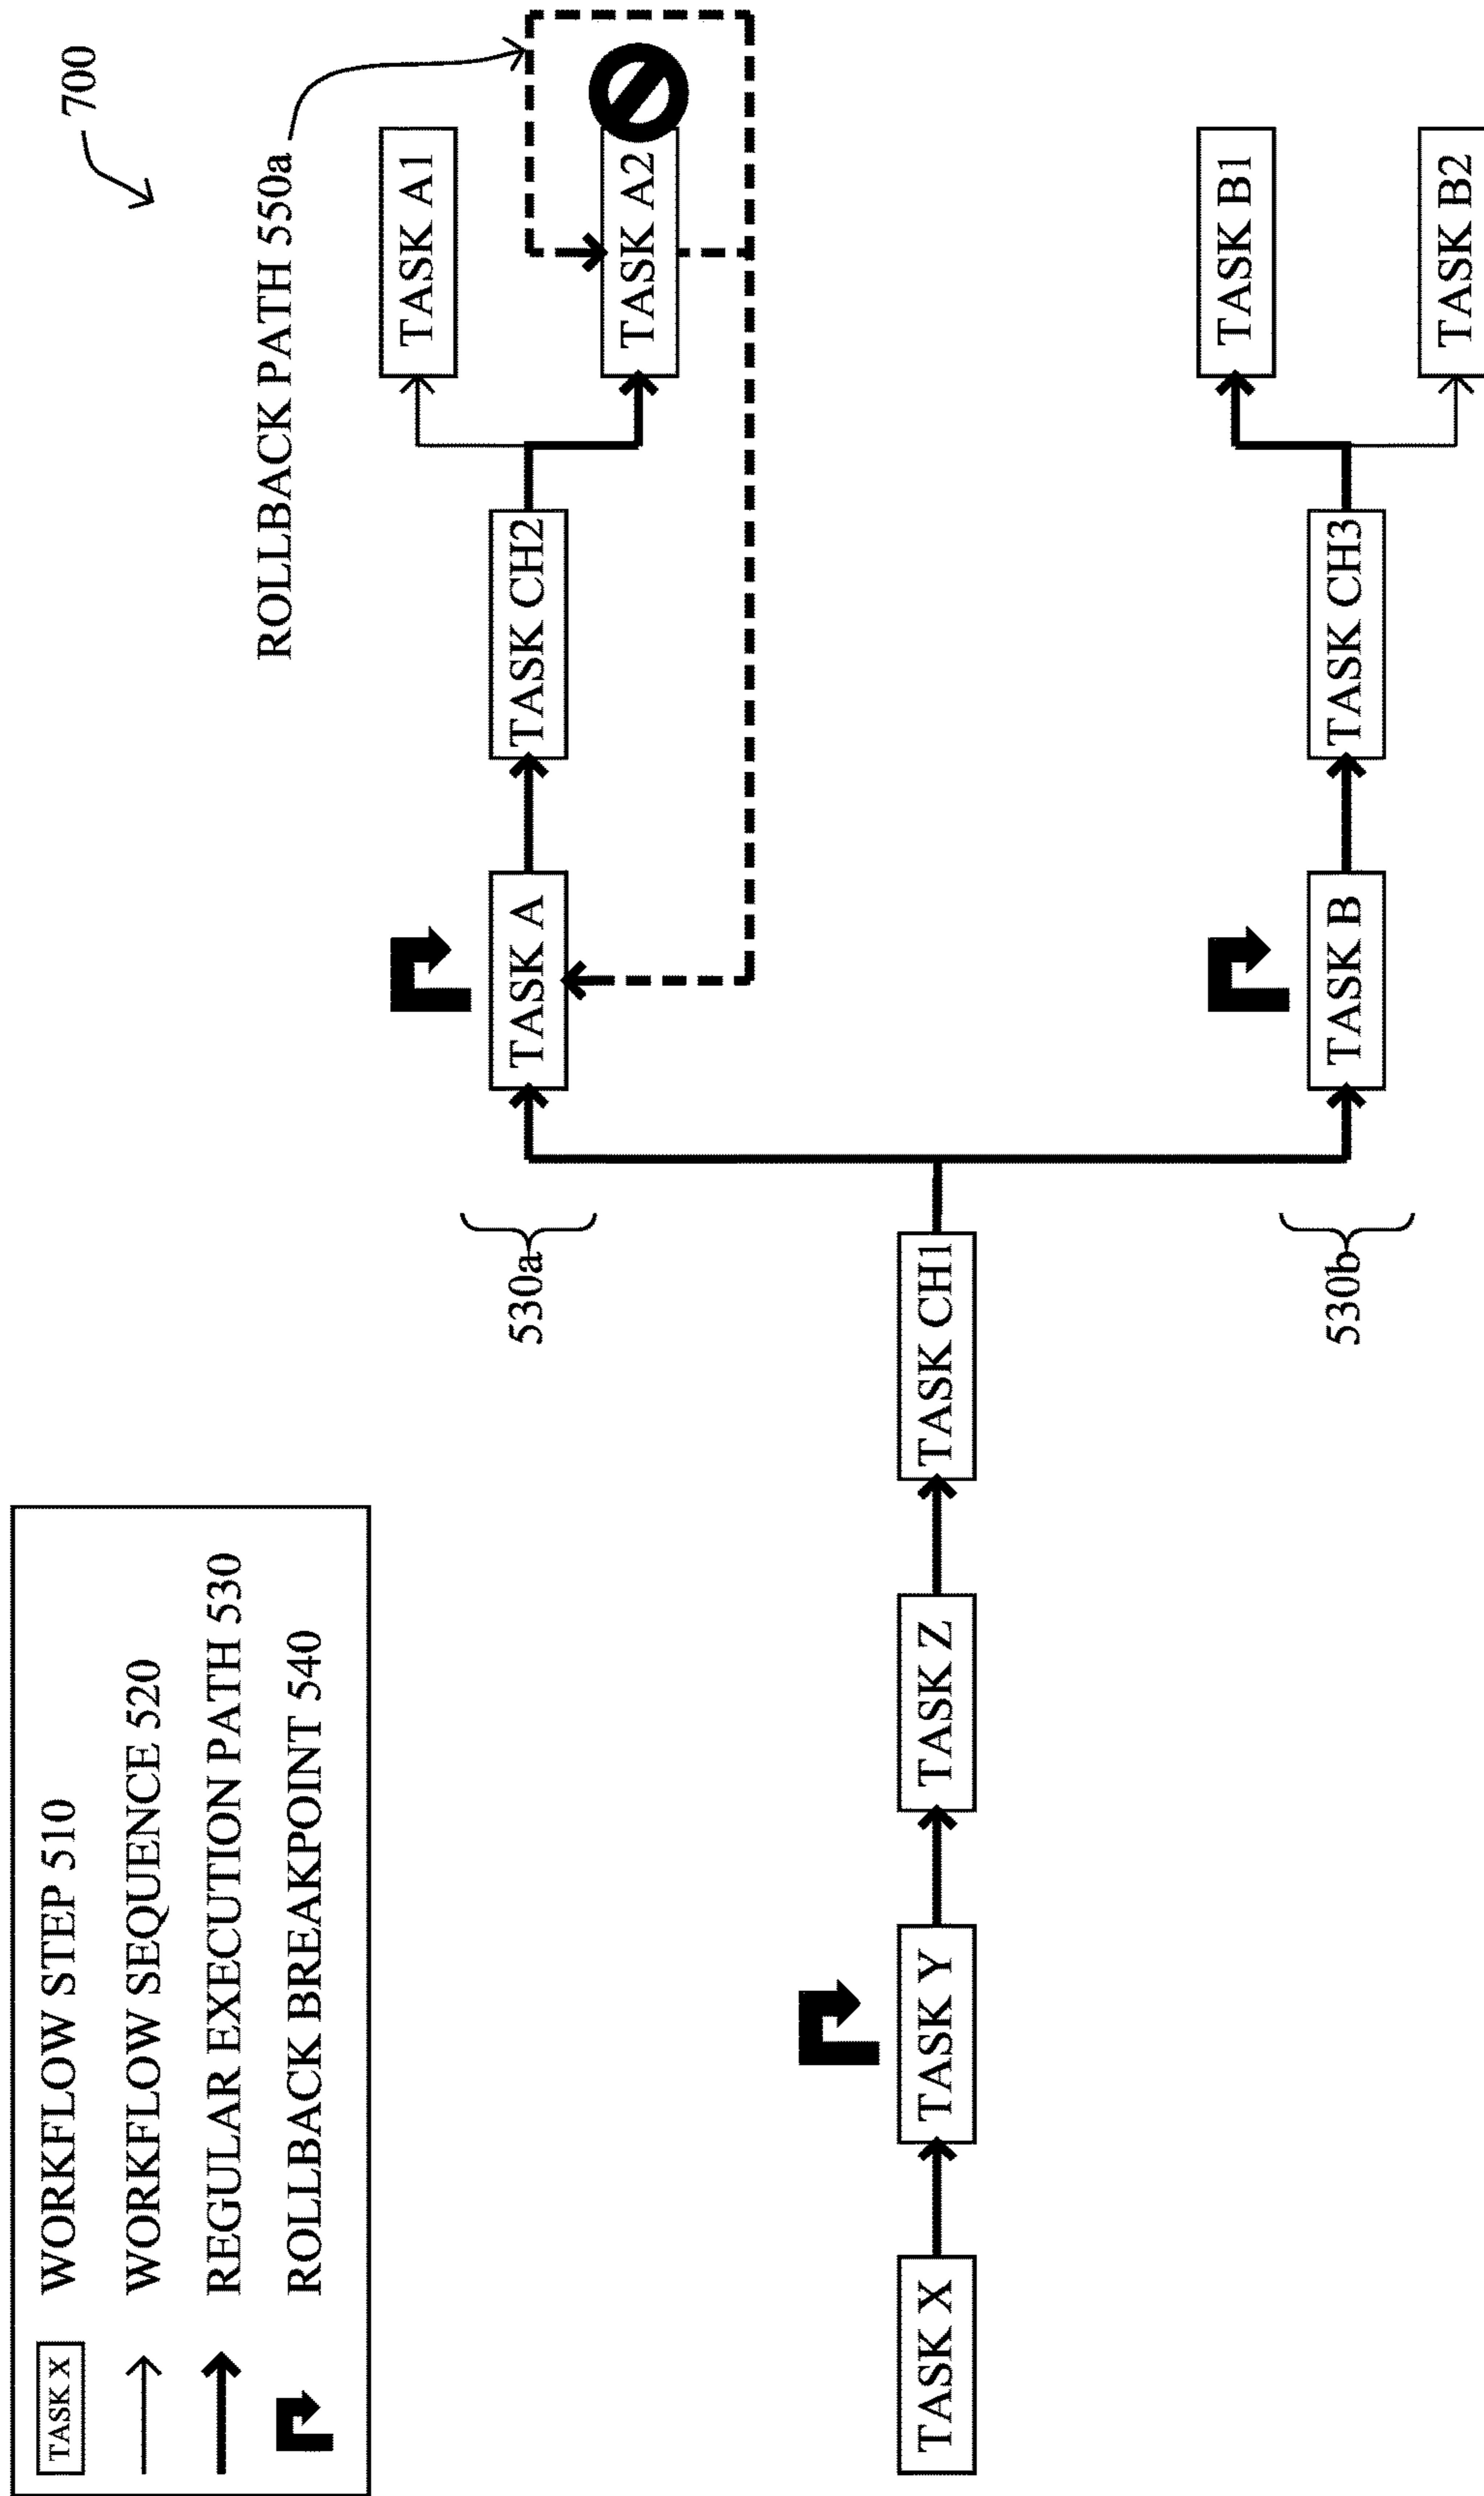 TASK X
WORKFLOW STEP 510
WORKFLOW SEQUENCE 520
REGULAR EXECUTION PATH 530
ROLLBACK BREAKPOINT 540
700
ROLLBACK PATH 550a
TASK A1
530a
TASK A
TASK CH2
TASK A2
TASK X
TASK Y
TASK Z
TASK CH1
TASK B1
530b
TASK B
TASK CH3
TASK B2